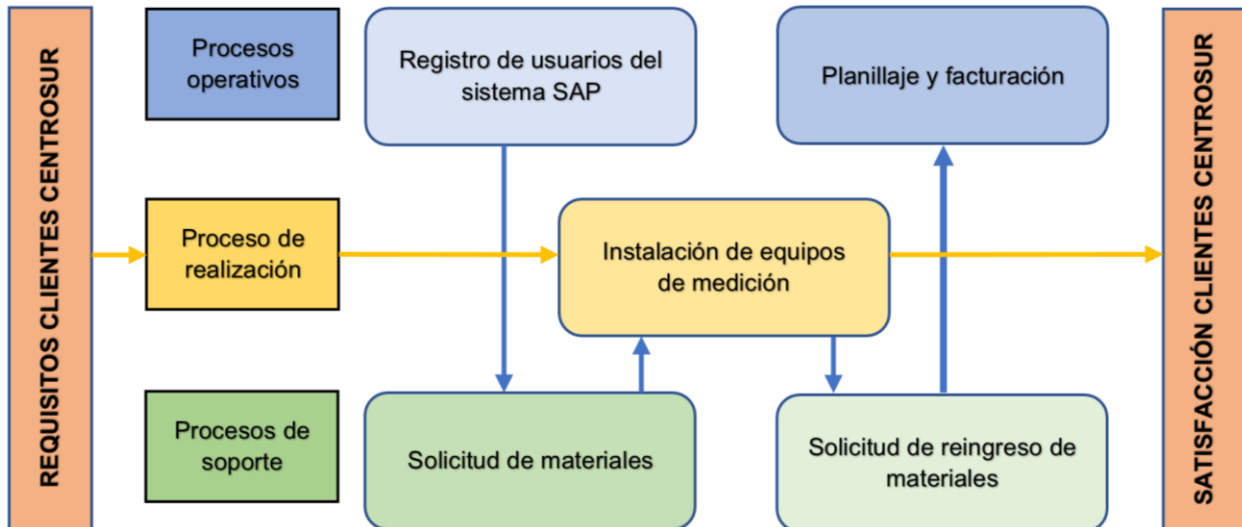 REQUISITOS CLIENTES CENTROSUR
Procesos
operativos
Registro de usuarios del
sistema SAP
Planillaje y facturación
Proceso de
realización
Instalación de equipos
de medición
Procesos de
soporte
Solicitud de materiales
Solicitud de reingreso de
materiales
SATISFACCIÓN CLIENTES CENTROSUR